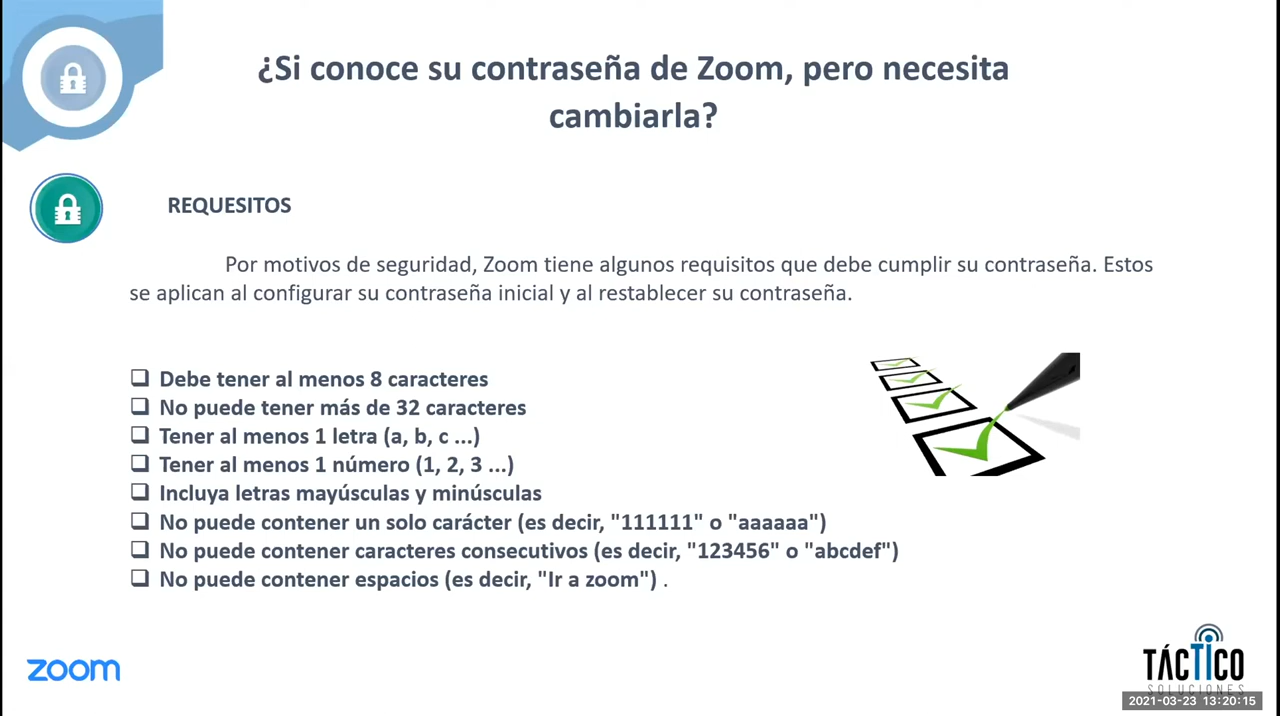 ¿Si conoce su contraseña de Zoom, pero necesita
cambiarla?
REQUESITOS
Por motivos de seguridad, Zoom tiene algunos requisitos que debe cumplir su contraseña. Estos
se aplican al configurar su contraseña inicial y al restablecer su contraseña.
Debe tener al menos 8 caracteres
No puede tener más de 32 caracteres
Tener al menos 1 letra (a, b, c ...)
Tener al menos 1 número (1, 2, 3 ...)
Incluya letras mayúsculas y minúsculas
No puede contener un solo carácter (es decir, "111111" o "aaaaaa")
No puede contener caracteres consecutivos (es decir, "123456" o "abcdef")
No puede contener espacios (es decir, "Ir a zoom") .
zoom
TÁCTICO
SOLUCIONES
2021-03-23 13:20:15